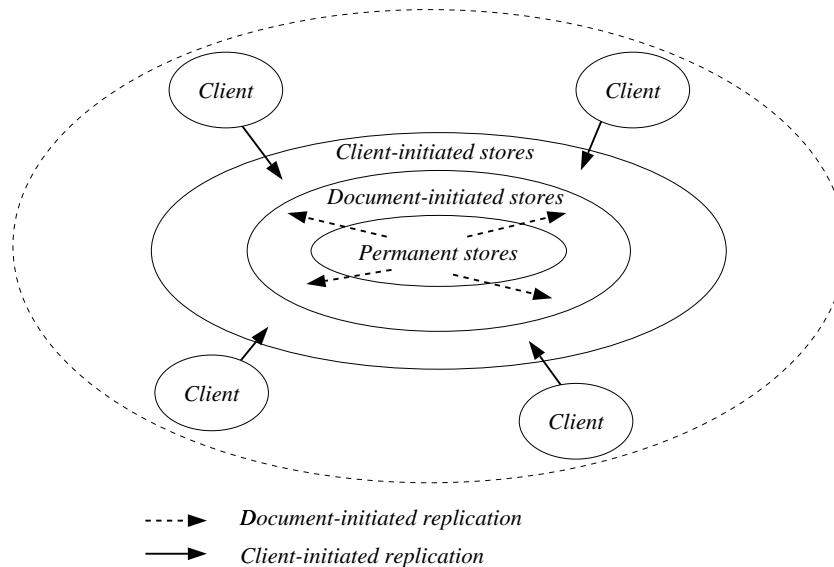 Client
Client
Client-initiated stores
Document-initiated stores
Permanent stores
Client
Client
Document-initiated replication
Client-initiated replication